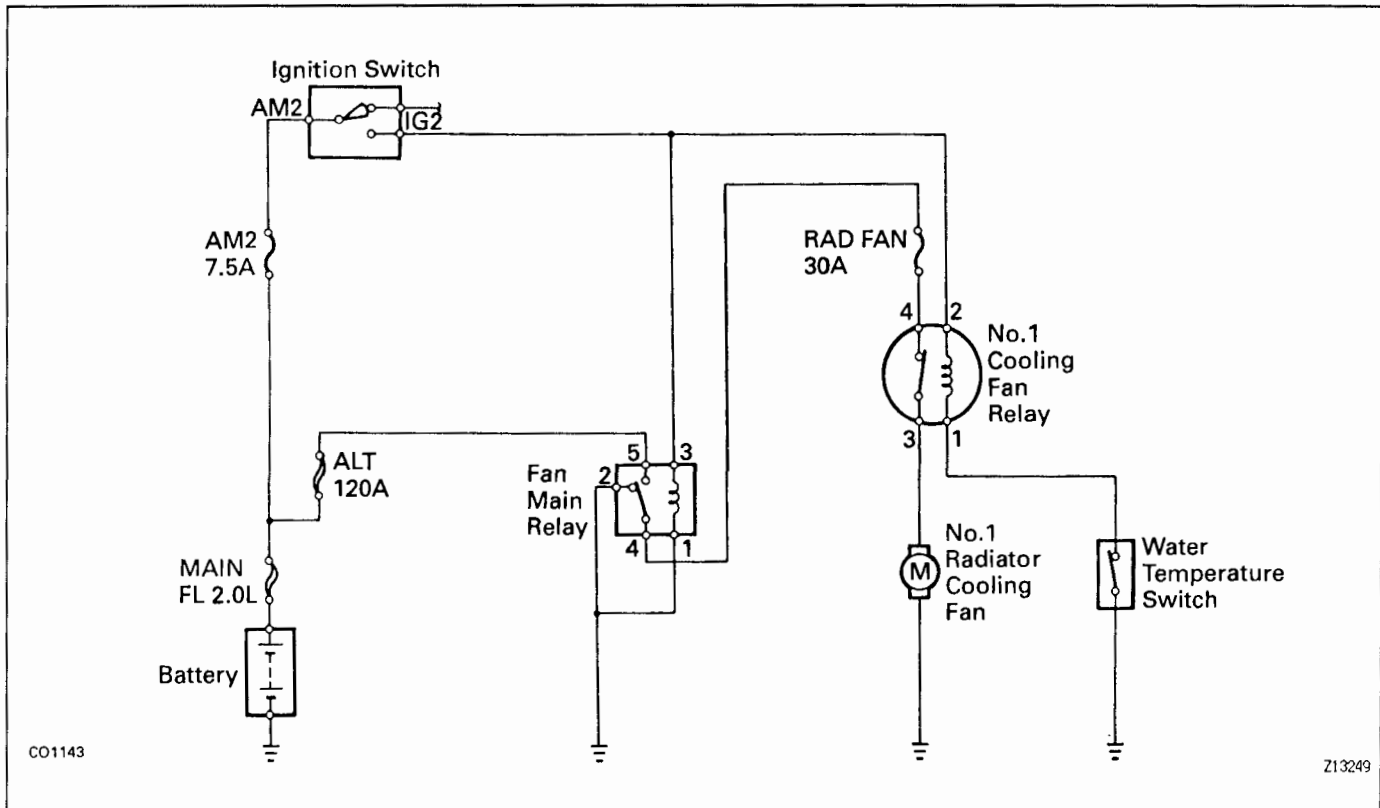 Ignition Switch
AM2
IG2
AM2
7.5A
RAD FAN
30A
4
2
No.1
Cooling
Fan
Relay
3
1
ALT
120A
5
3
2
Fan
Main
Relay
4
1
MAIN
FL 2.0L
No.1
Radiator
Cooling
Fan
M
Water
Temperature
Switch
Battery
CO1143
Z13249